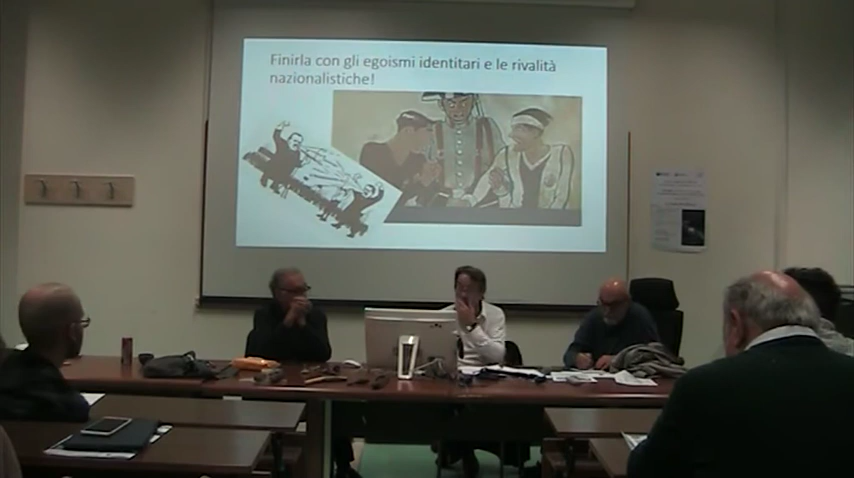 Finirla con gli egoismi identitari e le rivalità
nazionalistiche!